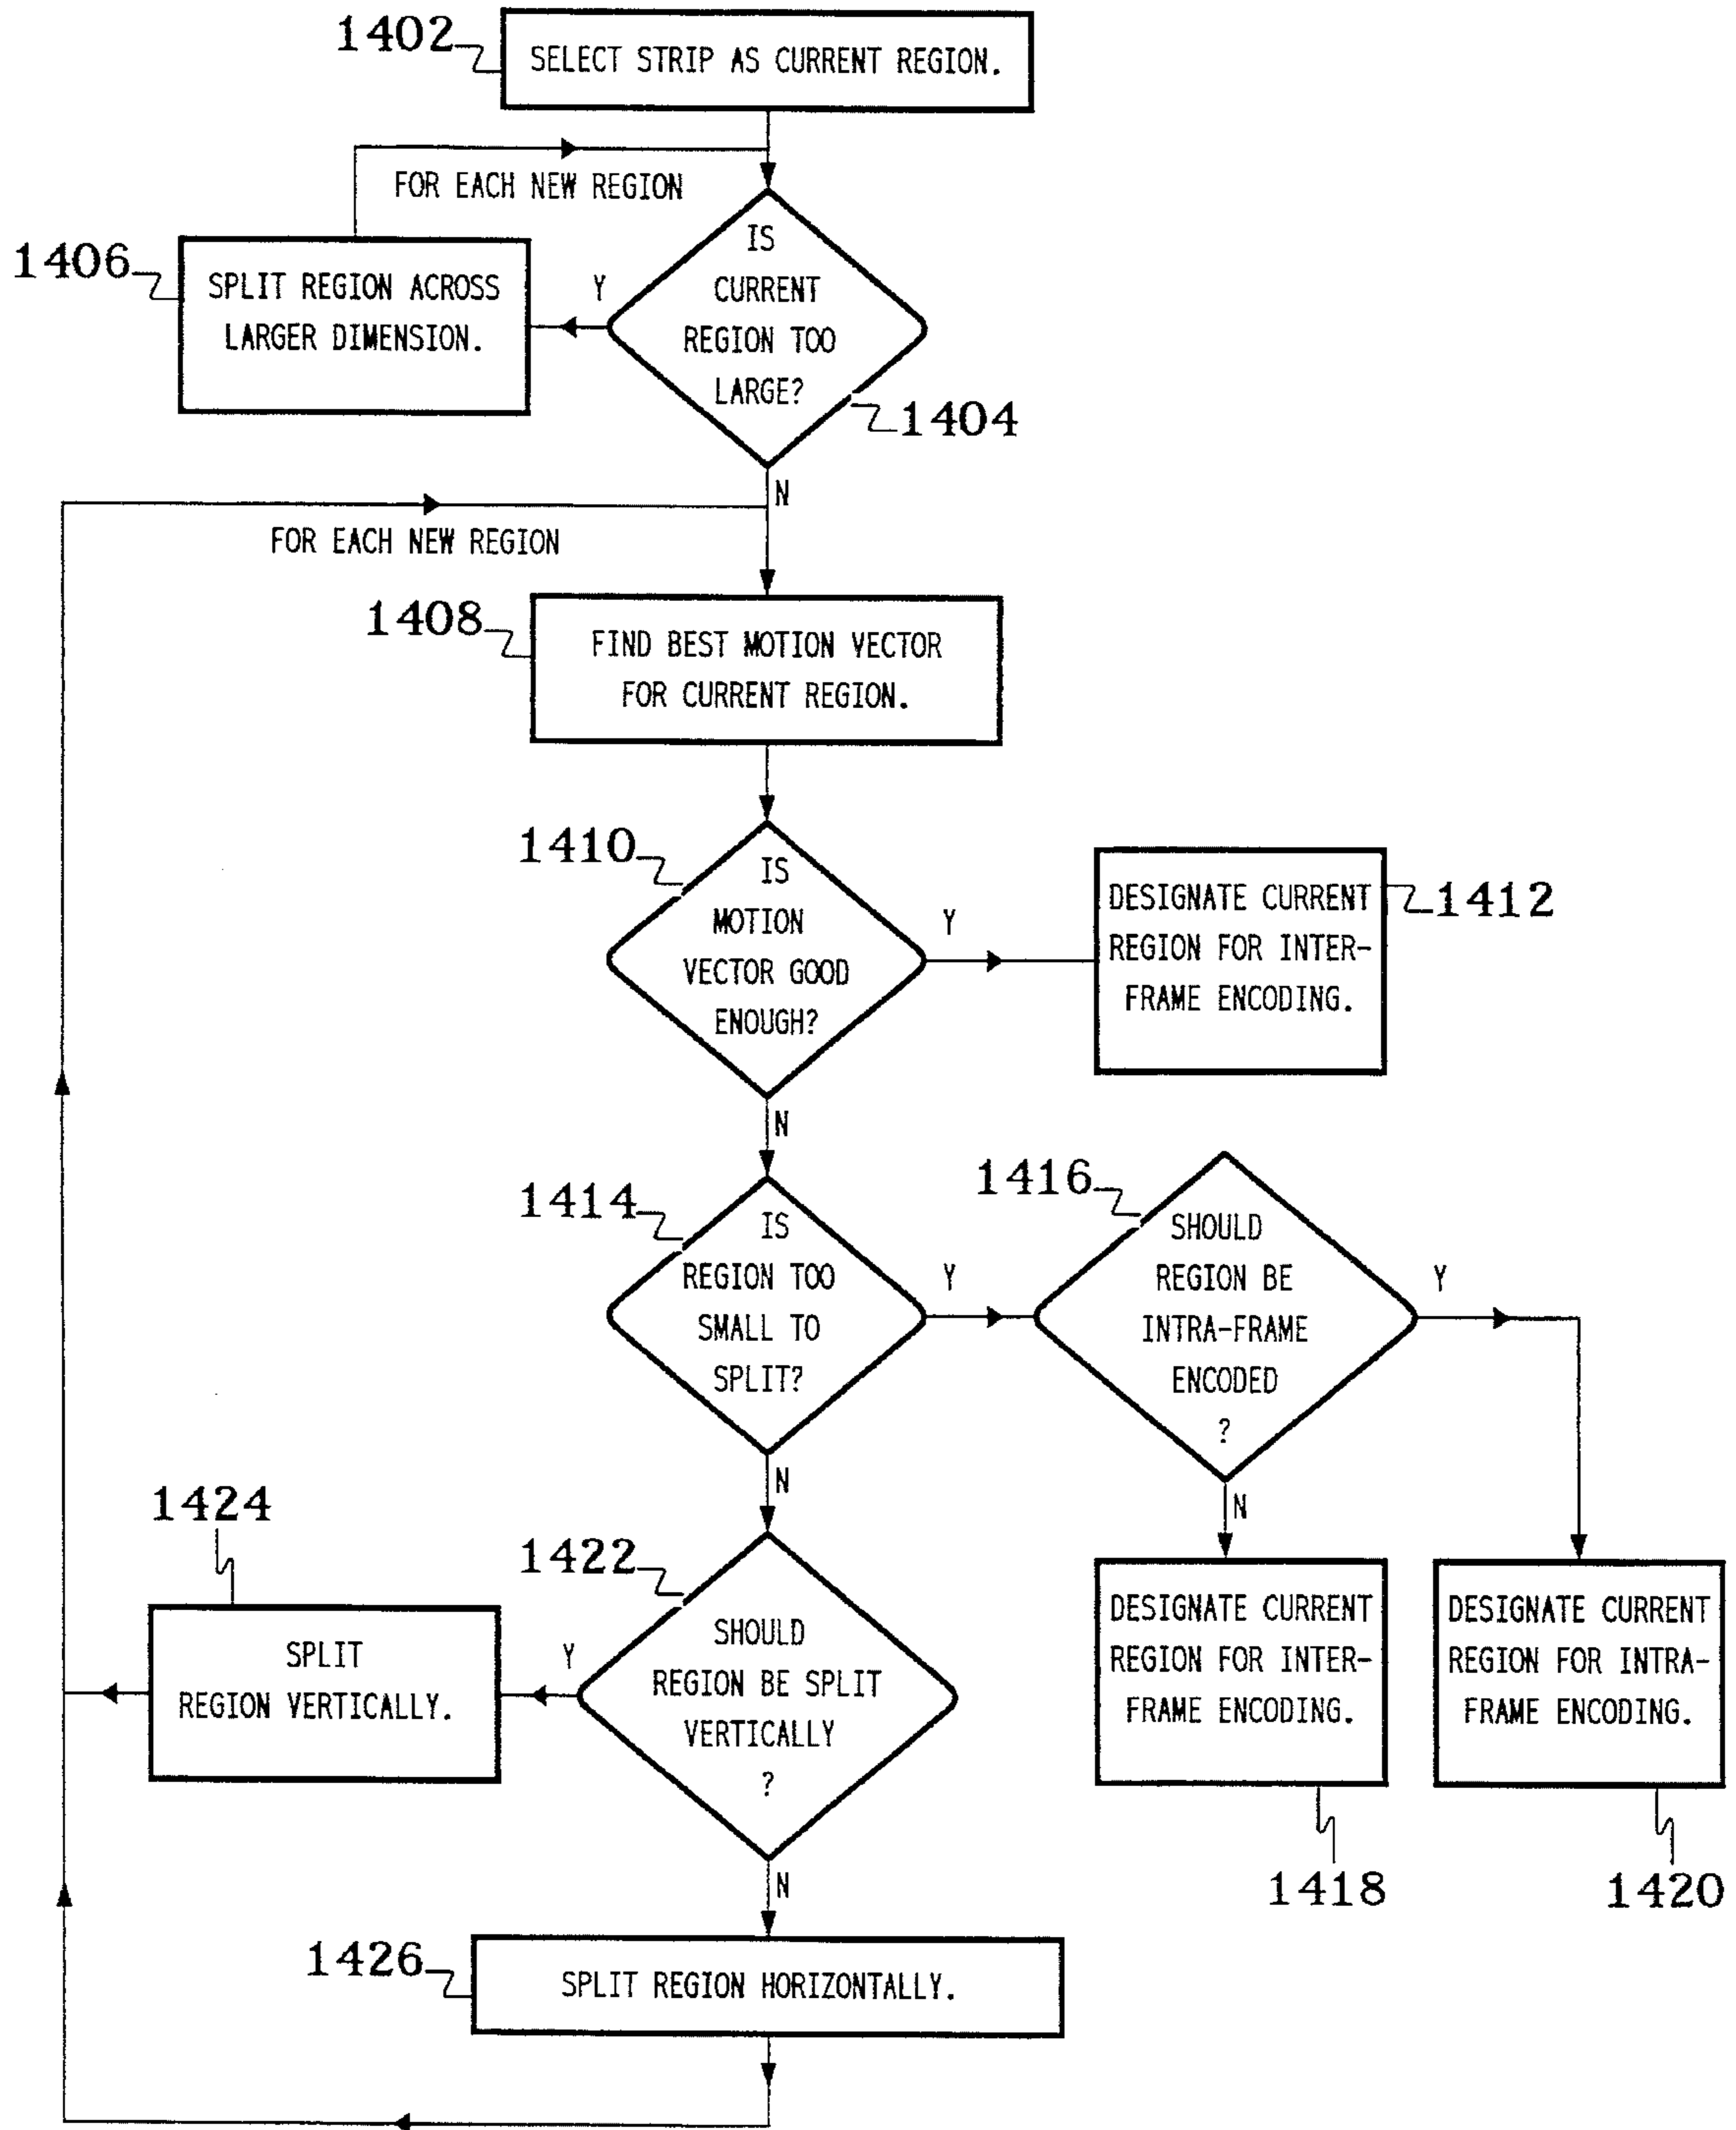 1402
SELECT STRIP AS CURRENT REGION.
FOR EACH NEW REGION
1406
SPLIT REGION ACROSS
LARGER DIMENSION.
Y
IS
CURRENT
REGION TOO
LARGE?
1404
N
FOR EACH NEW REGION
1408
FIND BEST MOTION VECTOR
FOR CURRENT REGION.
1410
IS
MOTION
VECTOR GOOD
ENOUGH?
Y
DESIGNATE CURRENT
REGION FOR INTER-
FRAME ENCODING.
1412
N
1414
IS
REGION TOO
SMALL TO
SPLIT?
Y
1416
SHOULD
REGION BE
INTRA-FRAME
ENCODED
?
Y
N
N
1424
SPLIT
REGION VERTICALLY.
1422
Y
SHOULD
REGION BE SPLIT
VERTICALLY
?
DESIGNATE CURRENT
REGION FOR INTER-
FRAME ENCODING.
DESIGNATE CURRENT
REGION FOR INTRA-
FRAME ENCODING.
1418
1420
N
1426
SPLIT REGION HORIZONTALLY.